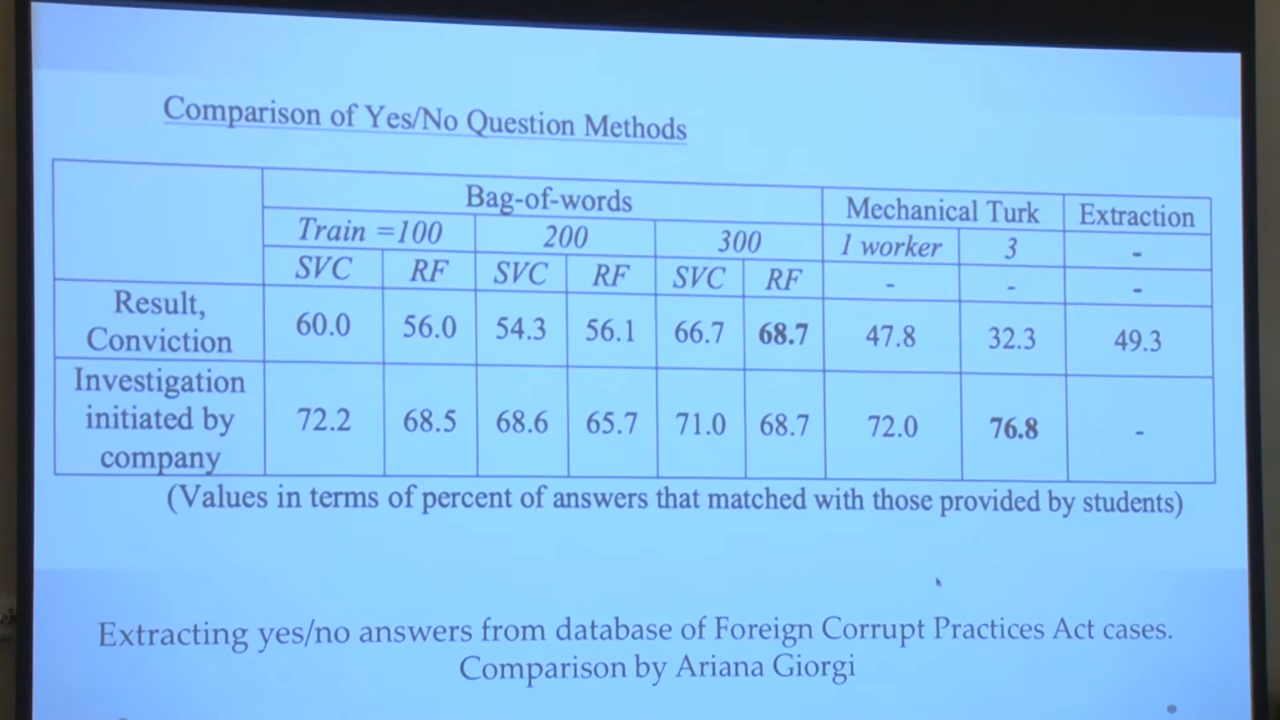 Comparison of Yes/No Question Methods
Bag-of-words Mechanical Turk Extraction
Train =100 200 300 1 worker 3 -
SVC RF SVC RF SVC RF - - -
Result,
Conviction 60.0 56.0 54.3 56.1 66.7 68.7 47.8 32.3 49.3
Investigation
initiated by
company 72.2 68.5 68.6 65.7 71.0 68.7 72.0 76.8 -
(Values in terms of percent of answers that matched with those provided by students)
Extracting yes/no answers from database of Foreign Corrupt Practices Act cases.
Comparison by Ariana Giorgi